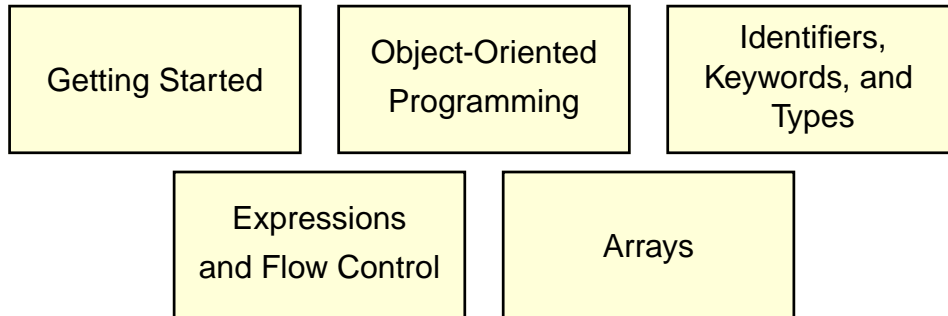 Getting Started
Object-Oriented
Programming
Identifiers,
Keywords, and
Types
Expressions
and Flow Control
Arrays